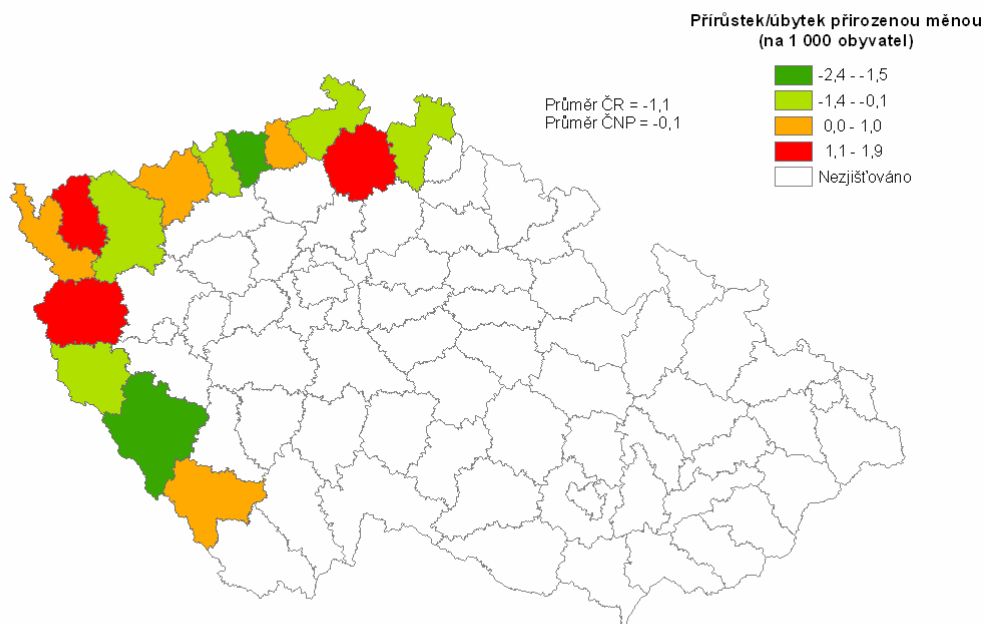 Přírůstek/úbytek přirozenou měnou
(na 1 000 obyvatel)
-2,4 - -1,5
-1,4 - -0,1
0,0 - 1,0
1,1 - 1,9
Nezjišťováno
Průměr ČR = -1,1
Průměr ČNP = -0,1